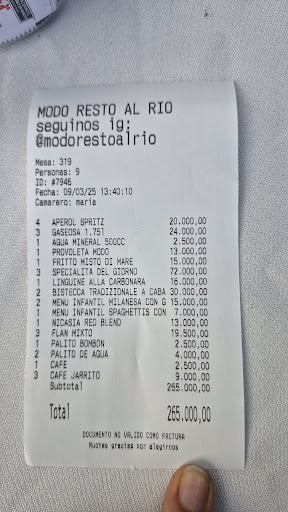 MODO RESTO AL RIO
seguinos ig:
@modorestoalrio
Mesa: 319
Personas: 9
ID: #7946
Fecha: 09/03/25 13:40:10
Camarero: maria
4 APEROL SPRITZ 20.000,00
3 GASEOSA 1.75l 24.000,00
1 AGUA MINERAL 500CC 2.500,00
1 PROVOLETA MODO 13.000,00
1 FRITTO MISTO DI MARE 15.000,00
3 SPECIALITÁ DEL GIORNO 72.000,00
1 LINGUINE ALLA CARBONARA 16.000,00
2 BISTECCA TRADIZIONALE A CABA 30.000,00
2 MENU INFANTIL MILANESA CON G 15.000,00
1 MENU INFANTIL SPAGHETTIS CON 7.000,00
1 NICASIA RED BLEND 13.000,00
3 FLAN MIXTO 19.500,00
1 PALITO BOMBON 2.500,00
2 PALITO DE AGUA 4.000,00
1 CAFE 2.500,00
3 CAFE JARRITO 9.000,00
Subtotal 265.000,00
Total 265.000,00
DOCUMENTO NO VALIDO COMO FACTURA
Muchas gracias por elegirnos